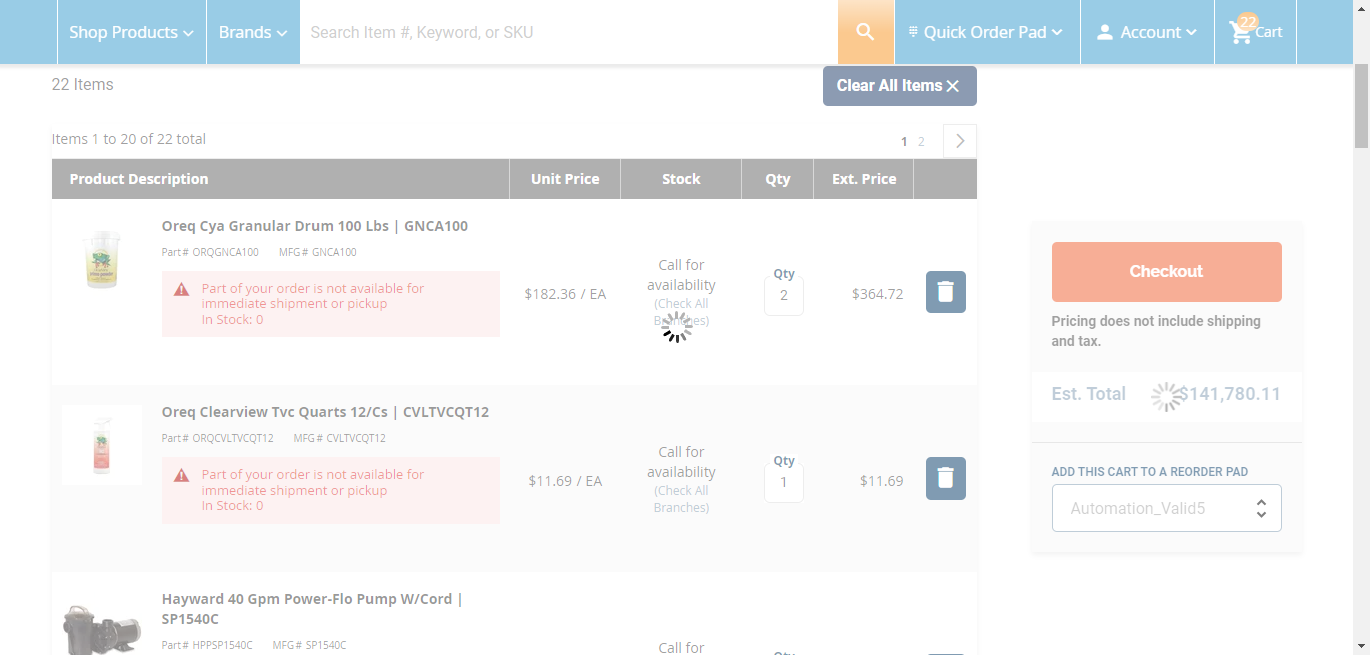 Shop Products
Brands
Search Item #, Keyword, or SKU
Quick Order Pad
Account
22
Cart
22 Items
Clear All Items
Items 1 to 20 of 22 total
1 2
Product Description
Unit Price
Stock
Qty
Ext. Price
Oreq Cya Granular Drum 100 Lbs | GNCA100
Part# ORQGNCA100 MFG# GNCA100
Part of your order is not available for
immediate shipment or pickup
In Stock: 0
$182.36 / EA
Call for
availability
(Check All
Branches)
Qty
2
$364.72
Oreq Clearview Tvc Quarts 12/Cs | CVLTVCQT12
Part# ORQCVLTVCQT12 MFG# CVLTVCQT12
Part of your order is not available for
immediate shipment or pickup
In Stock: 0
$11.69 / EA
Call for
availability
(Check All
Branches)
Qty
1
$11.69
Hayward 40 Gpm Power-Flo Pump W/Cord |
SP1540C
Part# HPPSP1540C MFG# SP1540C
Call for
Qty
Checkout
Pricing does not include shipping
and tax.
Est. Total $141,780.11
ADD THIS CART TO A REORDER PAD
Automation_Valid5